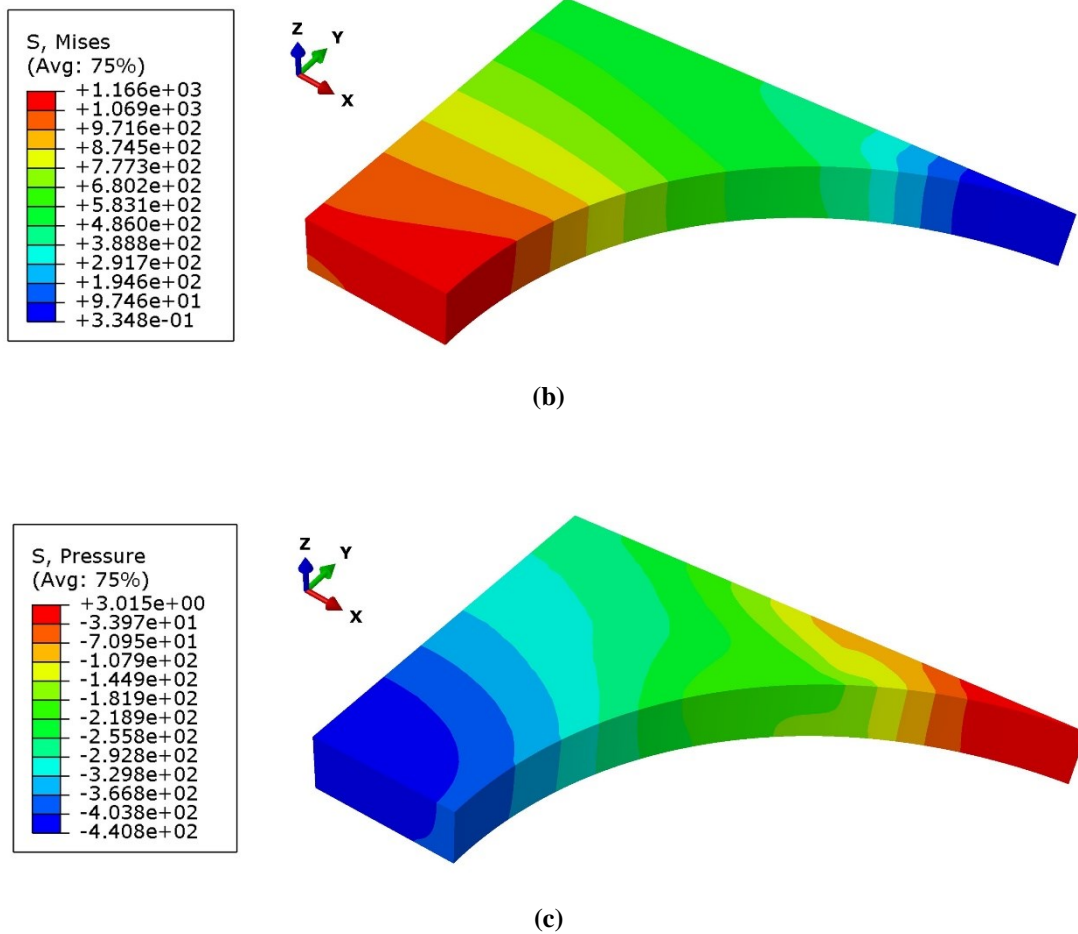 S, Mises
(Avg: 75%)
+1.166e+03
+1.069e+03
+9.716e+02
+8.745e+02
+7.773e+02
+6.802e+02
+5.831e+02
+4.860e+02
+3.888e+02
+2.917e+02
+1.946e+02
+9.746e+01
+3.348e-01
Z
Y
X
(b)
S, Pressure
(Avg: 75%)
+3.015e+00
-3.397e+01
-7.095e+01
-1.079e+02
-1.449e+02
-1.819e+02
-2.189e+02
-2.558e+02
-2.928e+02
-3.298e+02
-3.668e+02
-4.038e+02
-4.408e+02
Z
Y
X
(c)